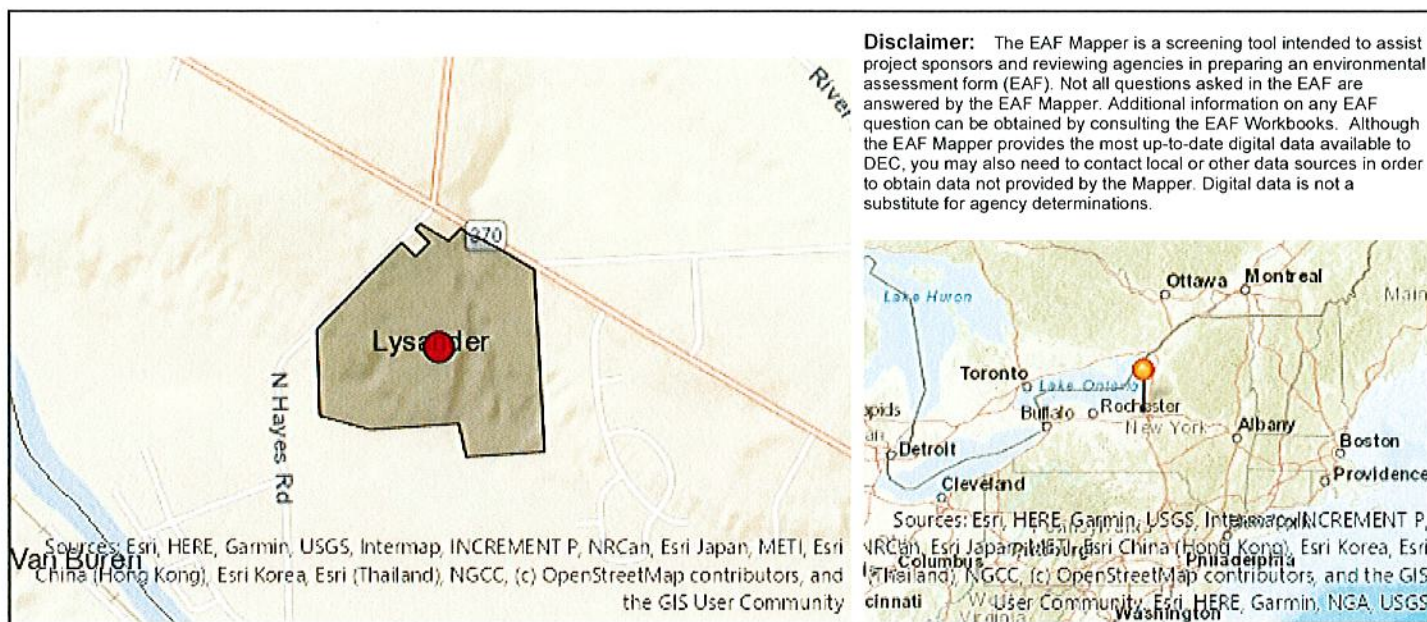 Disclaimer: The EAF Mapper is a screening tool intended to assist
project sponsors and reviewing agencies in preparing an environmental
assessment form (EAF). Not all questions asked in the EAF are
answered by the EAF Mapper. Additional information on any EAF
question can be obtained by consulting the EAF Workbooks. Although
the EAF Mapper provides the most up-to-date digital data available to
DEC, you may also need to contact local or other data sources in order
to obtain data not provided by the Mapper. Digital data is not a
substitute for agency determinations.
River
370
Lysander
N Hayes Rd
Van Buren
Sources: Esri, HERE, Garmin, USGS, Intermap, INCREMENT P, NRCan, Esri Japan, METI, Esri
China (Hong Kong), Esri Korea, Esri (Thailand), NGCC, (c) OpenStreetMap contributors, and
the GIS User Community
Ottawa
Montreal
Main
Lake Huron
Toronto
Lake Ontario
Rochester
Buffalo
New York
Albany
apids
Detroit
Boston
Providence
Cleveland
Sources: Esri, HERE, Garmin, USGS, Intermap, INCREMENT P,
NRCan, Esri Japan, METI, Esri China (Hong Kong), Esri Korea, Esri
(Thailand), NGCC, (c) OpenStreetMap contributors, and the GIS
User Community, Esri, HERE, Garmin, NGA, USGS
Pittsburg
Columbus
Philadelphia
cinnati
Virginia
Washington